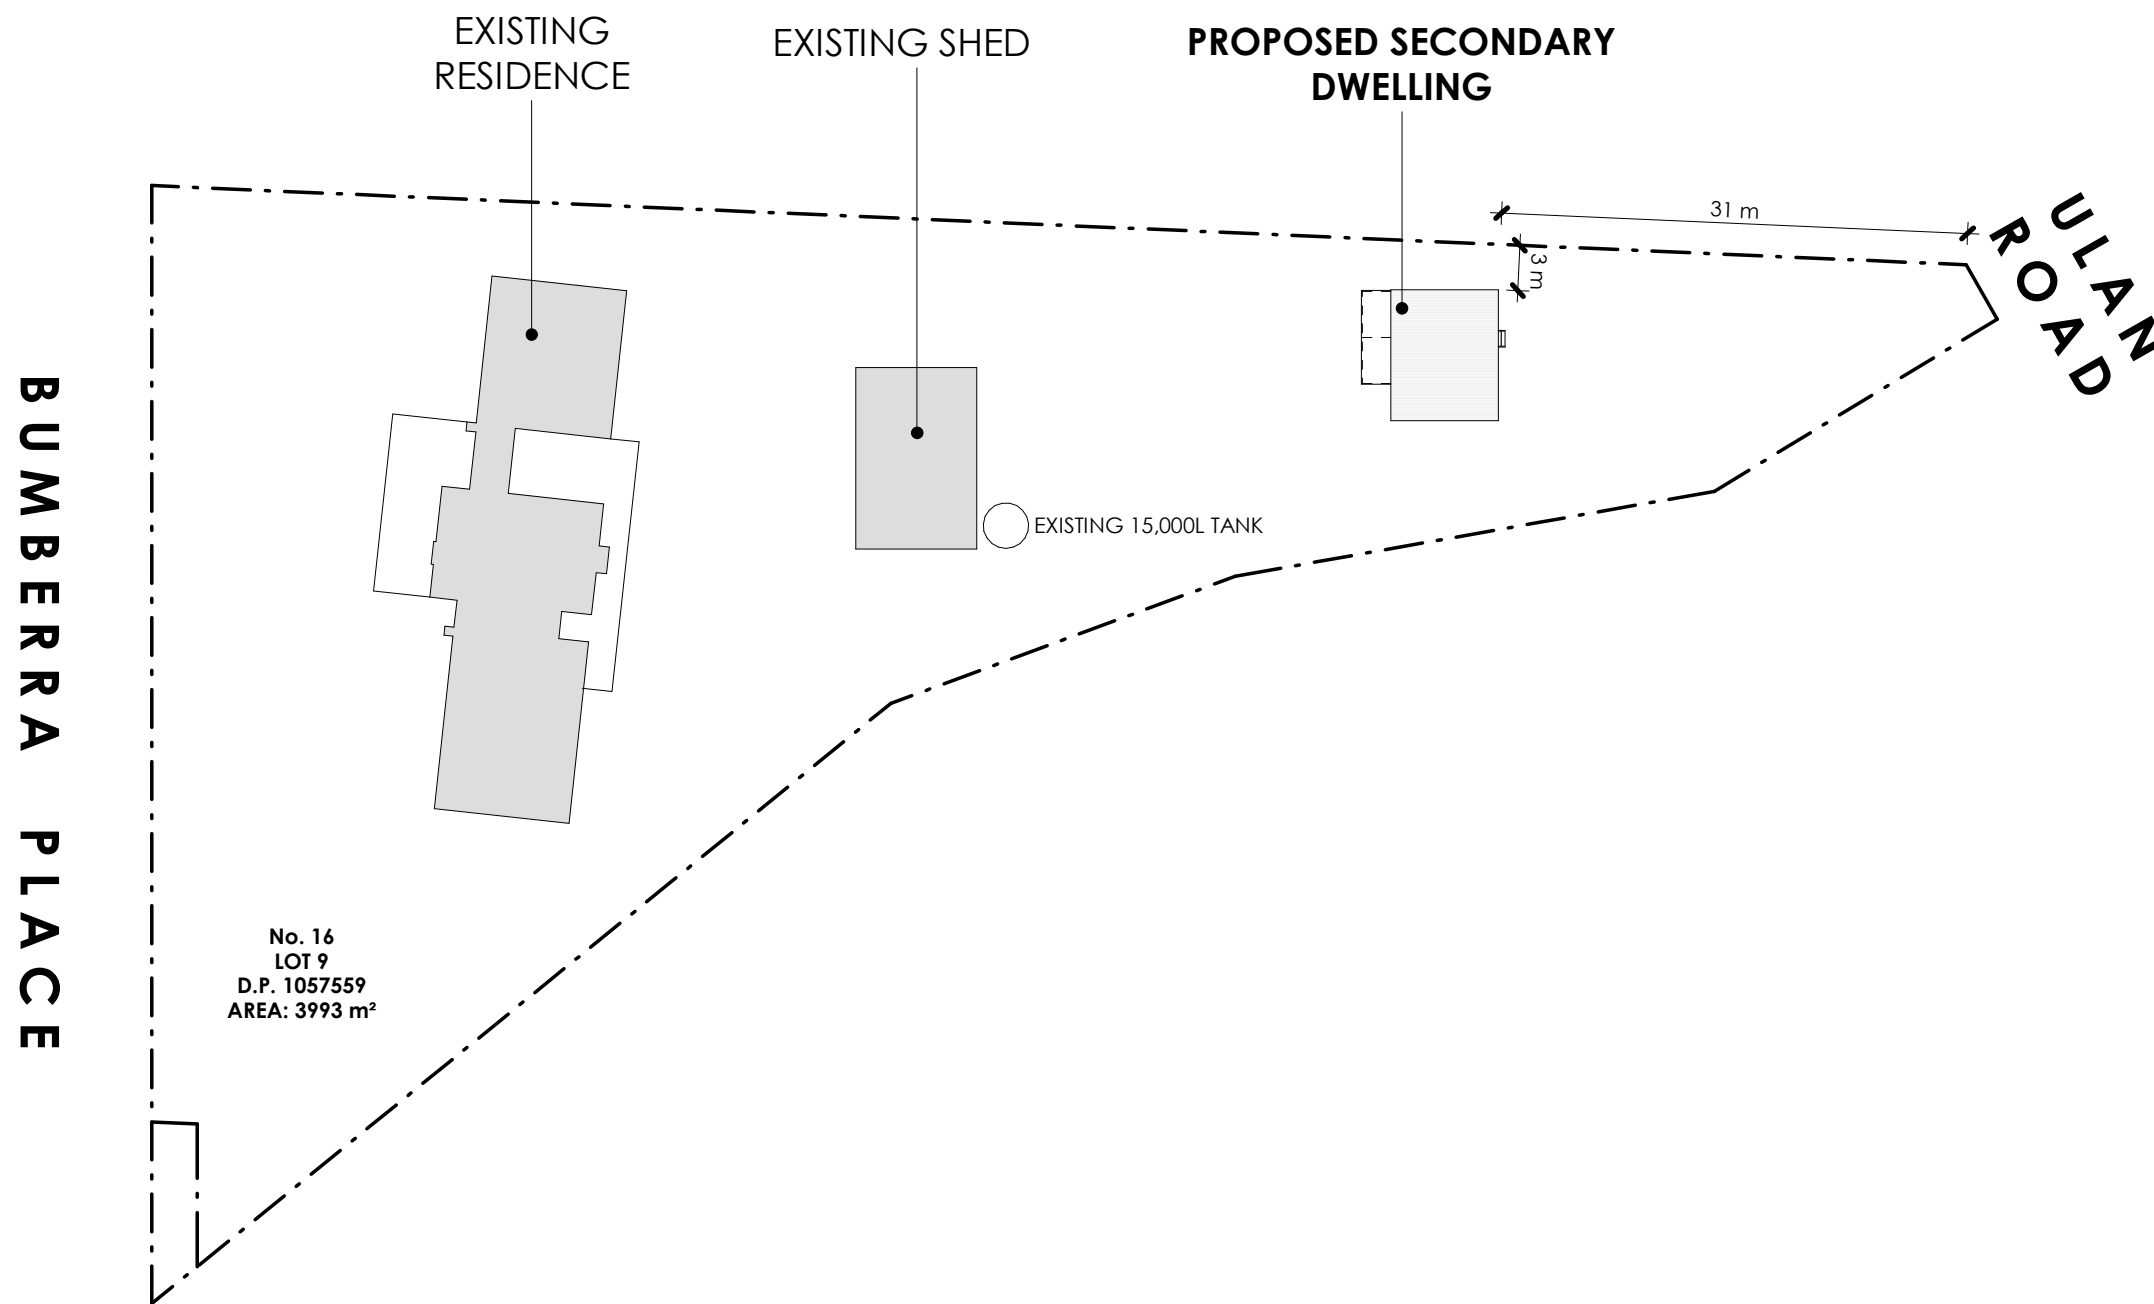 EXISTING
RESIDENCE
EXISTING SHED
PROPOSED SECONDARY
DWELLING
31 m
3 m
ULAN
ROAD
EXISTING 15,000L TANK
BUMBERRA PLACE
No. 16
LOT 9
D.P. 1057559
AREA: 3993 m²